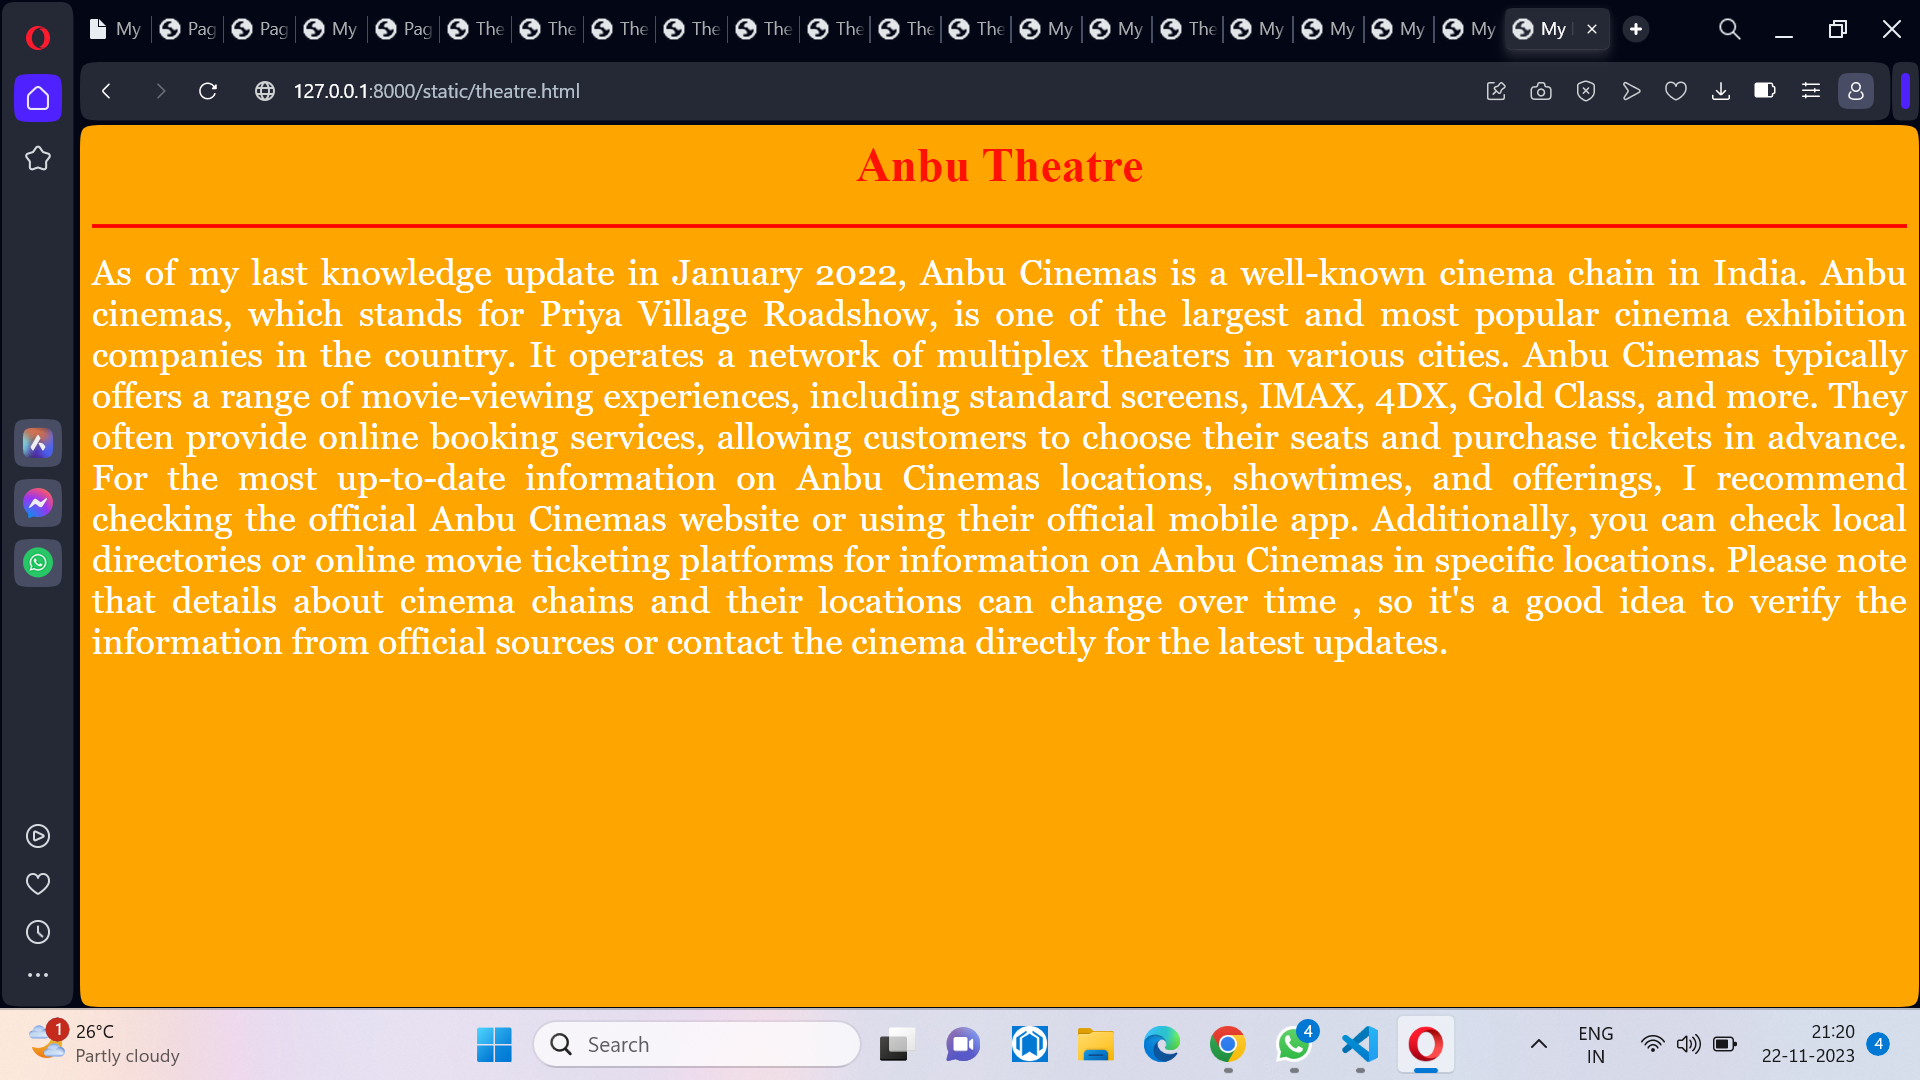 My Pag Pag My Pag The The The The The The The The My My The My My My My My
127.0.0.1:8000/static/theatre.html
Anbu Theatre
As of my last knowledge update in January 2022, Anbu Cinemas is a well-known cinema chain in India. Anbu
cinemas, which stands for Priya Village Roadshow, is one of the largest and most popular cinema exhibition
companies in the country. It operates a network of multiplex theaters in various cities. Anbu Cinemas typically
offers a range of movie-viewing experiences, including standard screens, IMAX, 4DX, Gold Class, and more. They
often provide online booking services, allowing customers to choose their seats and purchase tickets in advance.
For the most up-to-date information on Anbu Cinemas locations, showtimes, and offerings, I recommend
checking the official Anbu Cinemas website or using their official mobile app. Additionally, you can check local
directories or online movie ticketing platforms for information on Anbu Cinemas in specific locations. Please note
that details about cinema chains and their locations can change over time , so it's a good idea to verify the
information from official sources or contact the cinema directly for the latest updates.
1
26°C
Partly cloudy
Search
4
ENG
IN
21:20
22-11-2023
4